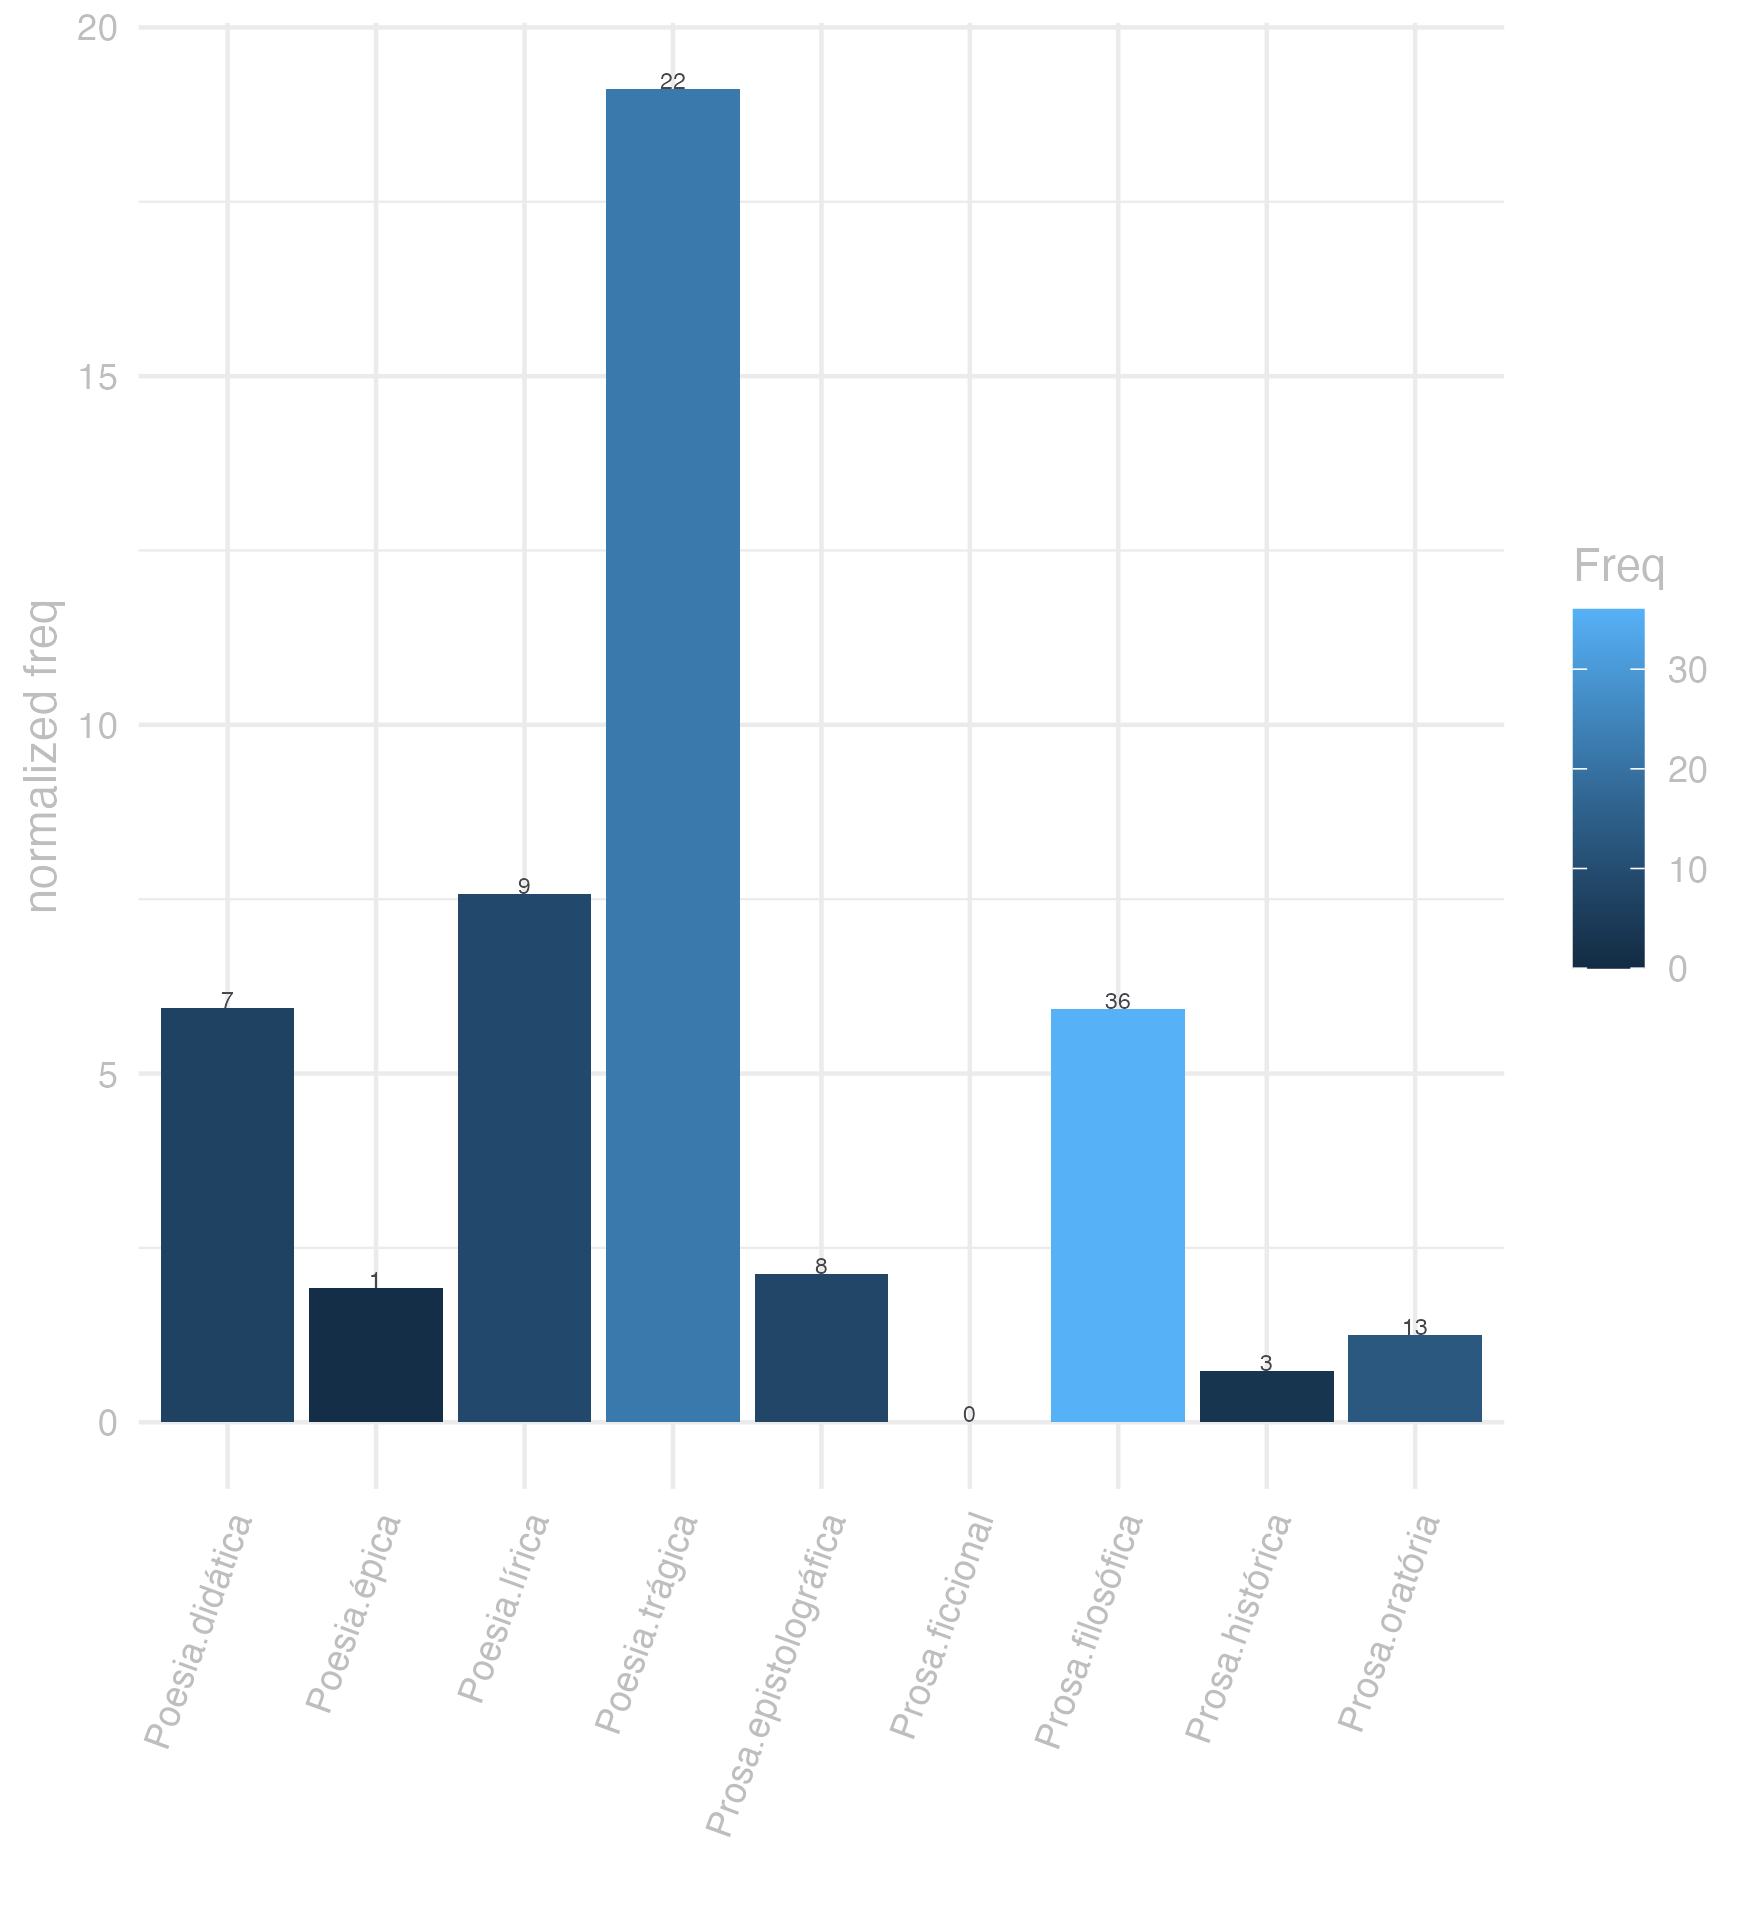 20
15
10
5
0
normalized freq
7
1
9
22
8
0
36
3
13
Poesia.didática
Poesia.épica
Poesia.lírica
Poesia.trágica
Prosa.epistolográfica
Prosa.ficcional
Prosa.filosófica
Prosa.histórica
Prosa.oratória
Freq
30
20
10
0